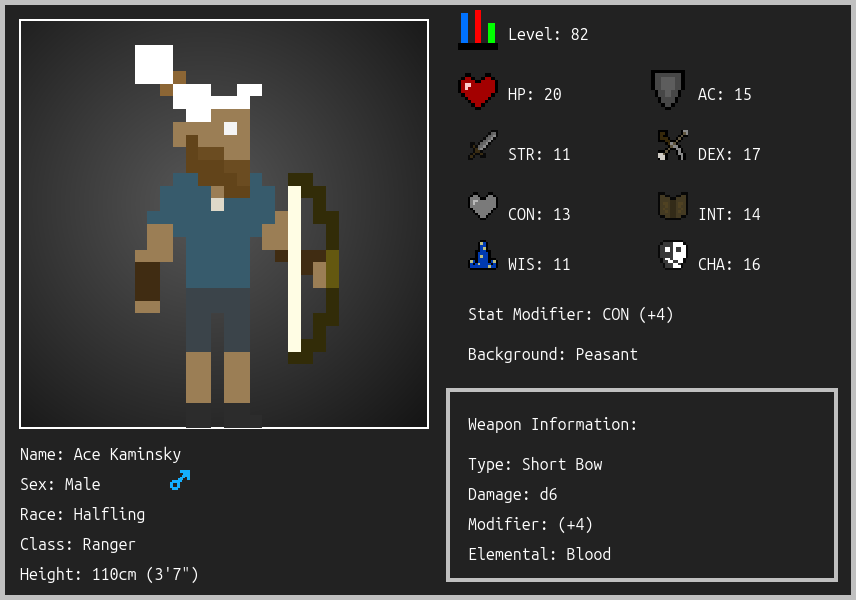 Level: 82
HP: 20
AC: 15
STR: 11
DEX: 17
CON: 13
INT: 14
WIS: 11
CHA: 16
Stat Modifier: CON (+4)
Background: Peasant
Weapon Information:
Type: Short Bow
Damage: d6
Modifier: (+4)
Elemental: Blood
Name: Ace Kaminsky
Sex: Male
Race: Halfling
Class: Ranger
Height: 110cm (3'7")